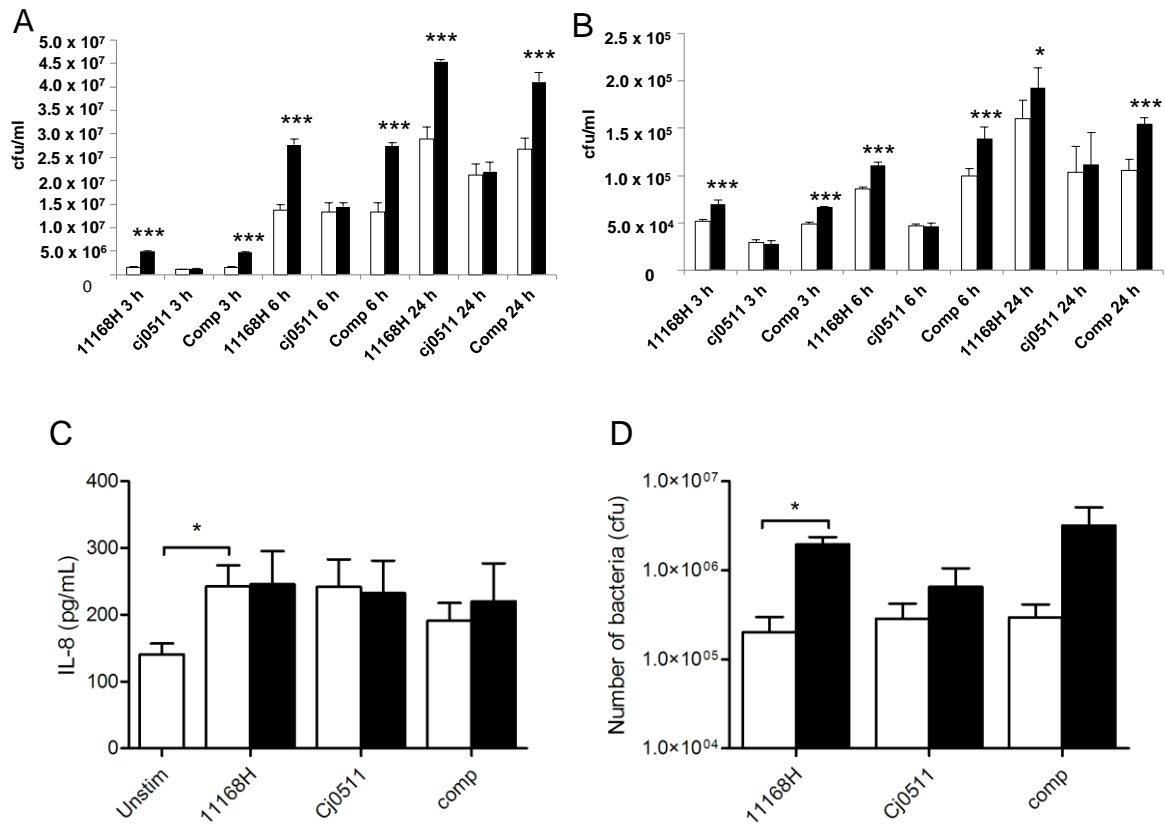 A
5.0 x 10⁷
4.5 x 10⁷
4.0 x 10⁷
3.5 x 10⁷
3.0 x 10⁷
2.5 x 10⁷
2.0 x 10⁷
1.5 x 10⁷
1.0 x 10⁷
5.0 x 10⁶
0
cfu/ml
***
***
***
***
***
***
11168H 3 h
cj0511 3 h
Comp 3 h
11168H 6 h
cj0511 6 h
Comp 6 h
11168H 24 h
cj0511 24 h
Comp 24 h
B
2.5 x 10⁵
2.0 x 10⁵
1.5 x 10⁵
1.0 x 10⁵
5.0 x 10⁴
0
cfu/ml
***
***
***
***
*
***
11168H 3 h
cj0511 3 h
Comp 3 h
11168H 6 h
cj0511 6 h
Comp 6 h
11168H 24 h
cj0511 24 h
Comp 24 h
C
400
300
200
100
0
IL-8 (pg/mL)
*
Unstim
11168H
Cj0511
comp
D
1.0×10⁰⁷
1.0×10⁰⁶
1.0×10⁰⁵
1.0×10⁰⁴
Number of bacteria (cfu)
*
11168H
Cj0511
comp